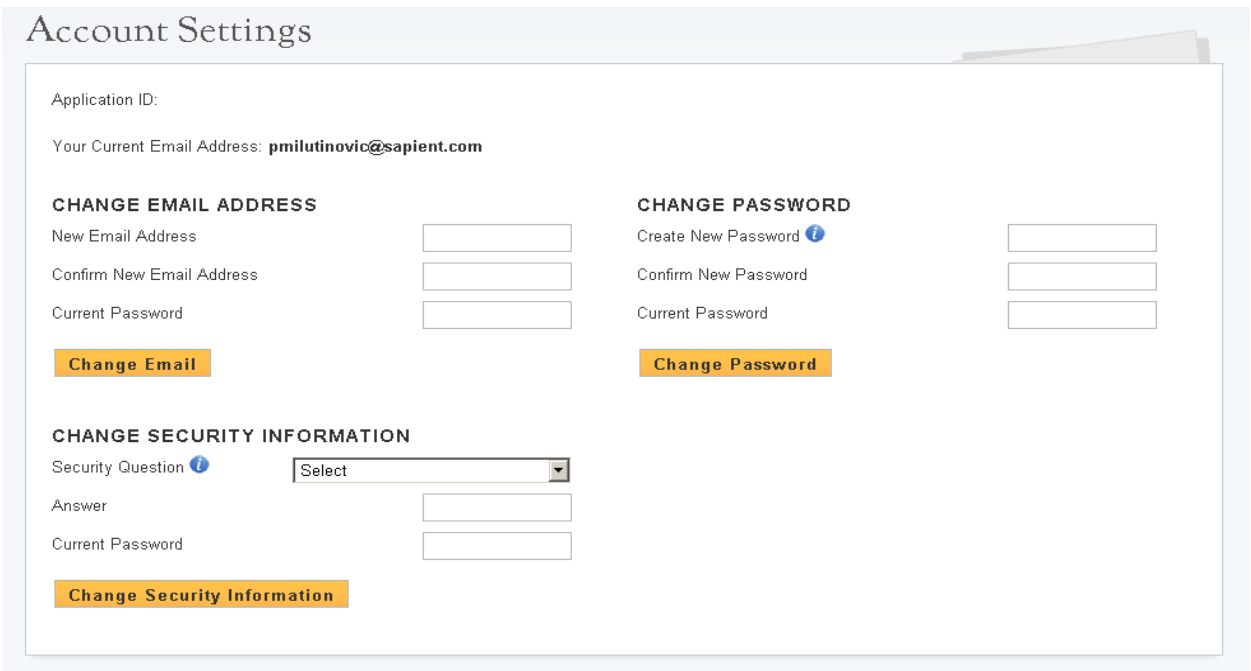 Account Settings
Application ID:
Your Current Email Address: pmilutinovic@sapient.com
CHANGE EMAIL ADDRESS
New Email Address
Confirm New Email Address
Current Password
Change Email
CHANGE PASSWORD
Create New Password i
Confirm New Password
Current Password
Change Password
CHANGE SECURITY INFORMATION
Security Question i Select
Answer
Current Password
Change Security Information